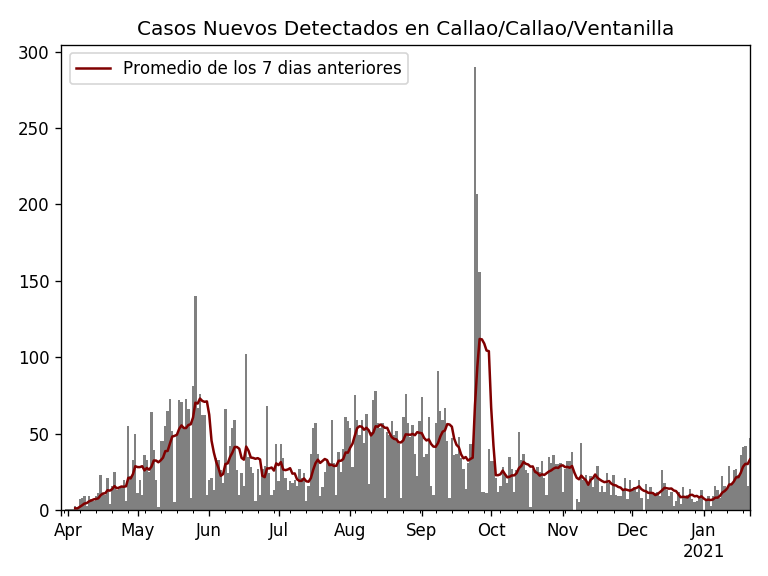 Casos Nuevos Detectados en Callao/Callao/Ventanilla
Promedio de los 7 dias anteriores
300
250
200
150
100
50
0
Apr May Jun Jul Aug Sep Oct Nov Dec Jan
2021